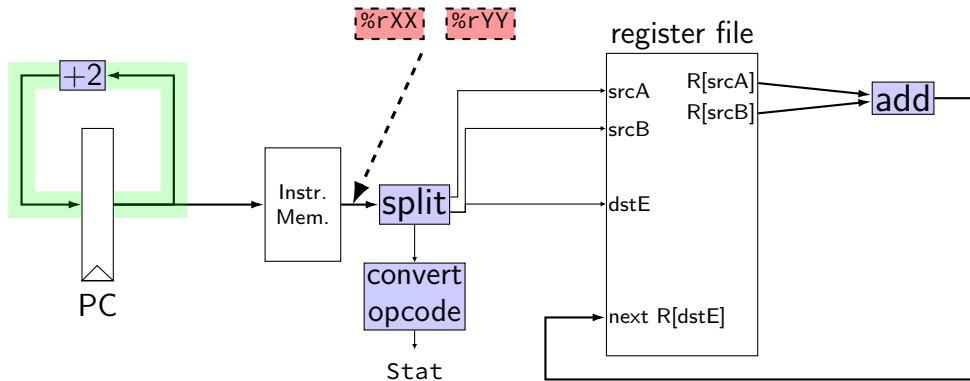 %rXX %rYY
register file
+2
srcA
R[srcA]
R[srcB]
add
srcB
Instr.
Mem.
split
dstE
convert
opcode
PC
next R[dstE]
Stat